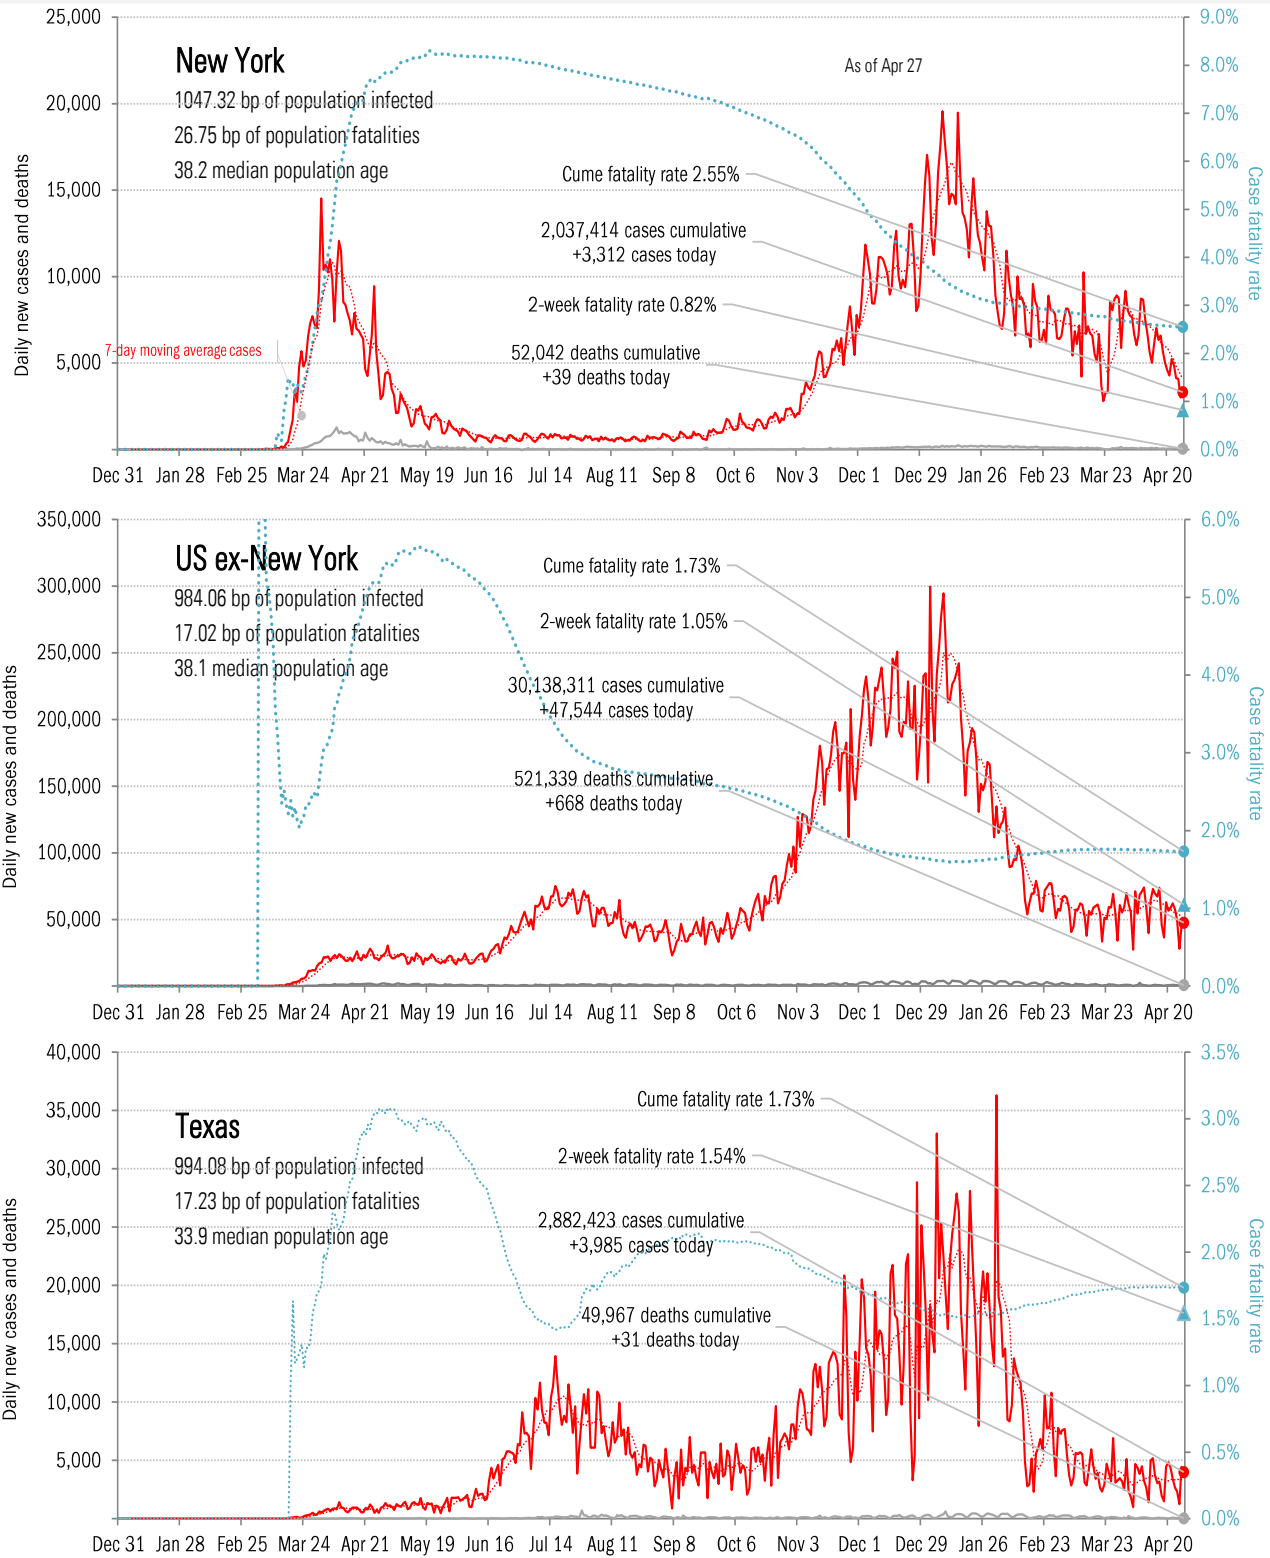 25,000
9.0%
New York
As of Apr 27
8.0%
1047.32 bp of population infected
20,000
7.0%
26.75 bp of population fatalities
38.2 median population age
6.0%
Cume fatality rate 2.55%
15,000
5.0%
2,037,414 cases cumulative
+3,312 cases today
4.0%
10,000
2-week fatality rate 0.82%
3.0%
7-day moving average cases
52,042 deaths cumulative
+39 deaths today
2.0%
5,000
1.0%
0.0%
Daily new cases and deaths
Case fatality rate
Dec 31 Jan 28 Feb 25 Mar 24 Apr 21 May 19 Jun 16 Jul 14 Aug 11 Sep 8 Oct 6 Nov 3 Dec 1 Dec 29 Jan 26 Feb 23 Mar 23 Apr 20
350,000
6.0%
US ex-New York
Cume fatality rate 1.73%
300,000
984.06 bp of population infected
5.0%
17.02 bp of population fatalities
2-week fatality rate 1.05%
250,000
38.1 median population age
4.0%
30,138,311 cases cumulative
+47,544 cases today
200,000
3.0%
521,339 deaths cumulative
+668 deaths today
150,000
2.0%
100,000
1.0%
50,000
0.0%
Daily new cases and deaths
Case fatality rate
Dec 31 Jan 28 Feb 25 Mar 24 Apr 21 May 19 Jun 16 Jul 14 Aug 11 Sep 8 Oct 6 Nov 3 Dec 1 Dec 29 Jan 26 Feb 23 Mar 23 Apr 20
40,000
3.5%
Cume fatality rate 1.73%
35,000
3.0%
Texas
2-week fatality rate 1.54%
30,000
994.08 bp of population infected
2.5%
17.23 bp of population fatalities
2,882,423 cases cumulative
+3,985 cases today
25,000
33.9 median population age
2.0%
20,000
49,967 deaths cumulative
+31 deaths today
1.5%
15,000
1.0%
10,000
0.5%
5,000
0.0%
Daily new cases and deaths
Case fatality rate
Dec 31 Jan 28 Feb 25 Mar 24 Apr 21 May 19 Jun 16 Jul 14 Aug 11 Sep 8 Oct 6 Nov 3 Dec 1 Dec 29 Jan 26 Feb 23 Mar 23 Apr 20